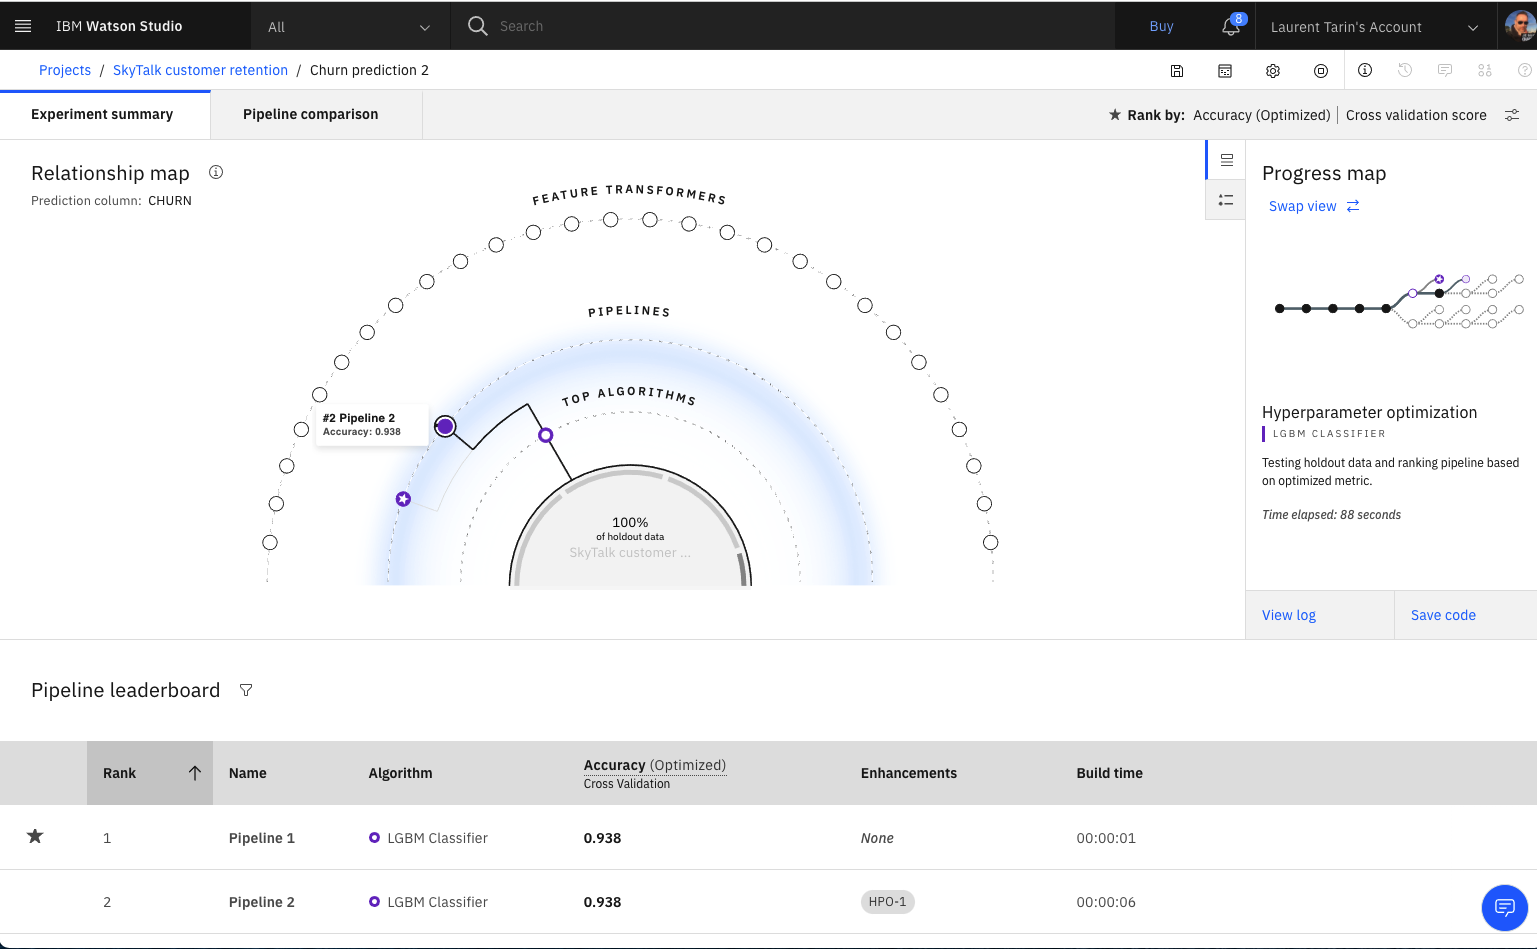 IBM Watson Studio
All
Search
Buy
8
Laurent Tarin's Account
Projects / SkyTalk customer retention / Churn prediction 2
Experiment summary
Pipeline comparison
Rank by: Accuracy (Optimized) | Cross validation score
Relationship map
Prediction column: CHURN
FEATURE TRANSFORMERS
PIPELINES
TOP ALGORITHMS
#2 Pipeline 2
Accuracy: 0.938
100%
of holdout data
SkyTalk customer ...
Progress map
Swap view
Hyperparameter optimization
LGBM CLASSIFIER
Testing holdout data and ranking pipeline based
on optimized metric.
Time elapsed: 88 seconds
View log
Save code
Pipeline leaderboard
Rank
Name
Algorithm
Accuracy (Optimized)
Cross Validation
Enhancements
Build time
1
Pipeline 1
LGBM Classifier
0.938
None
00:00:01
2
Pipeline 2
LGBM Classifier
0.938
HPO-1
00:00:06